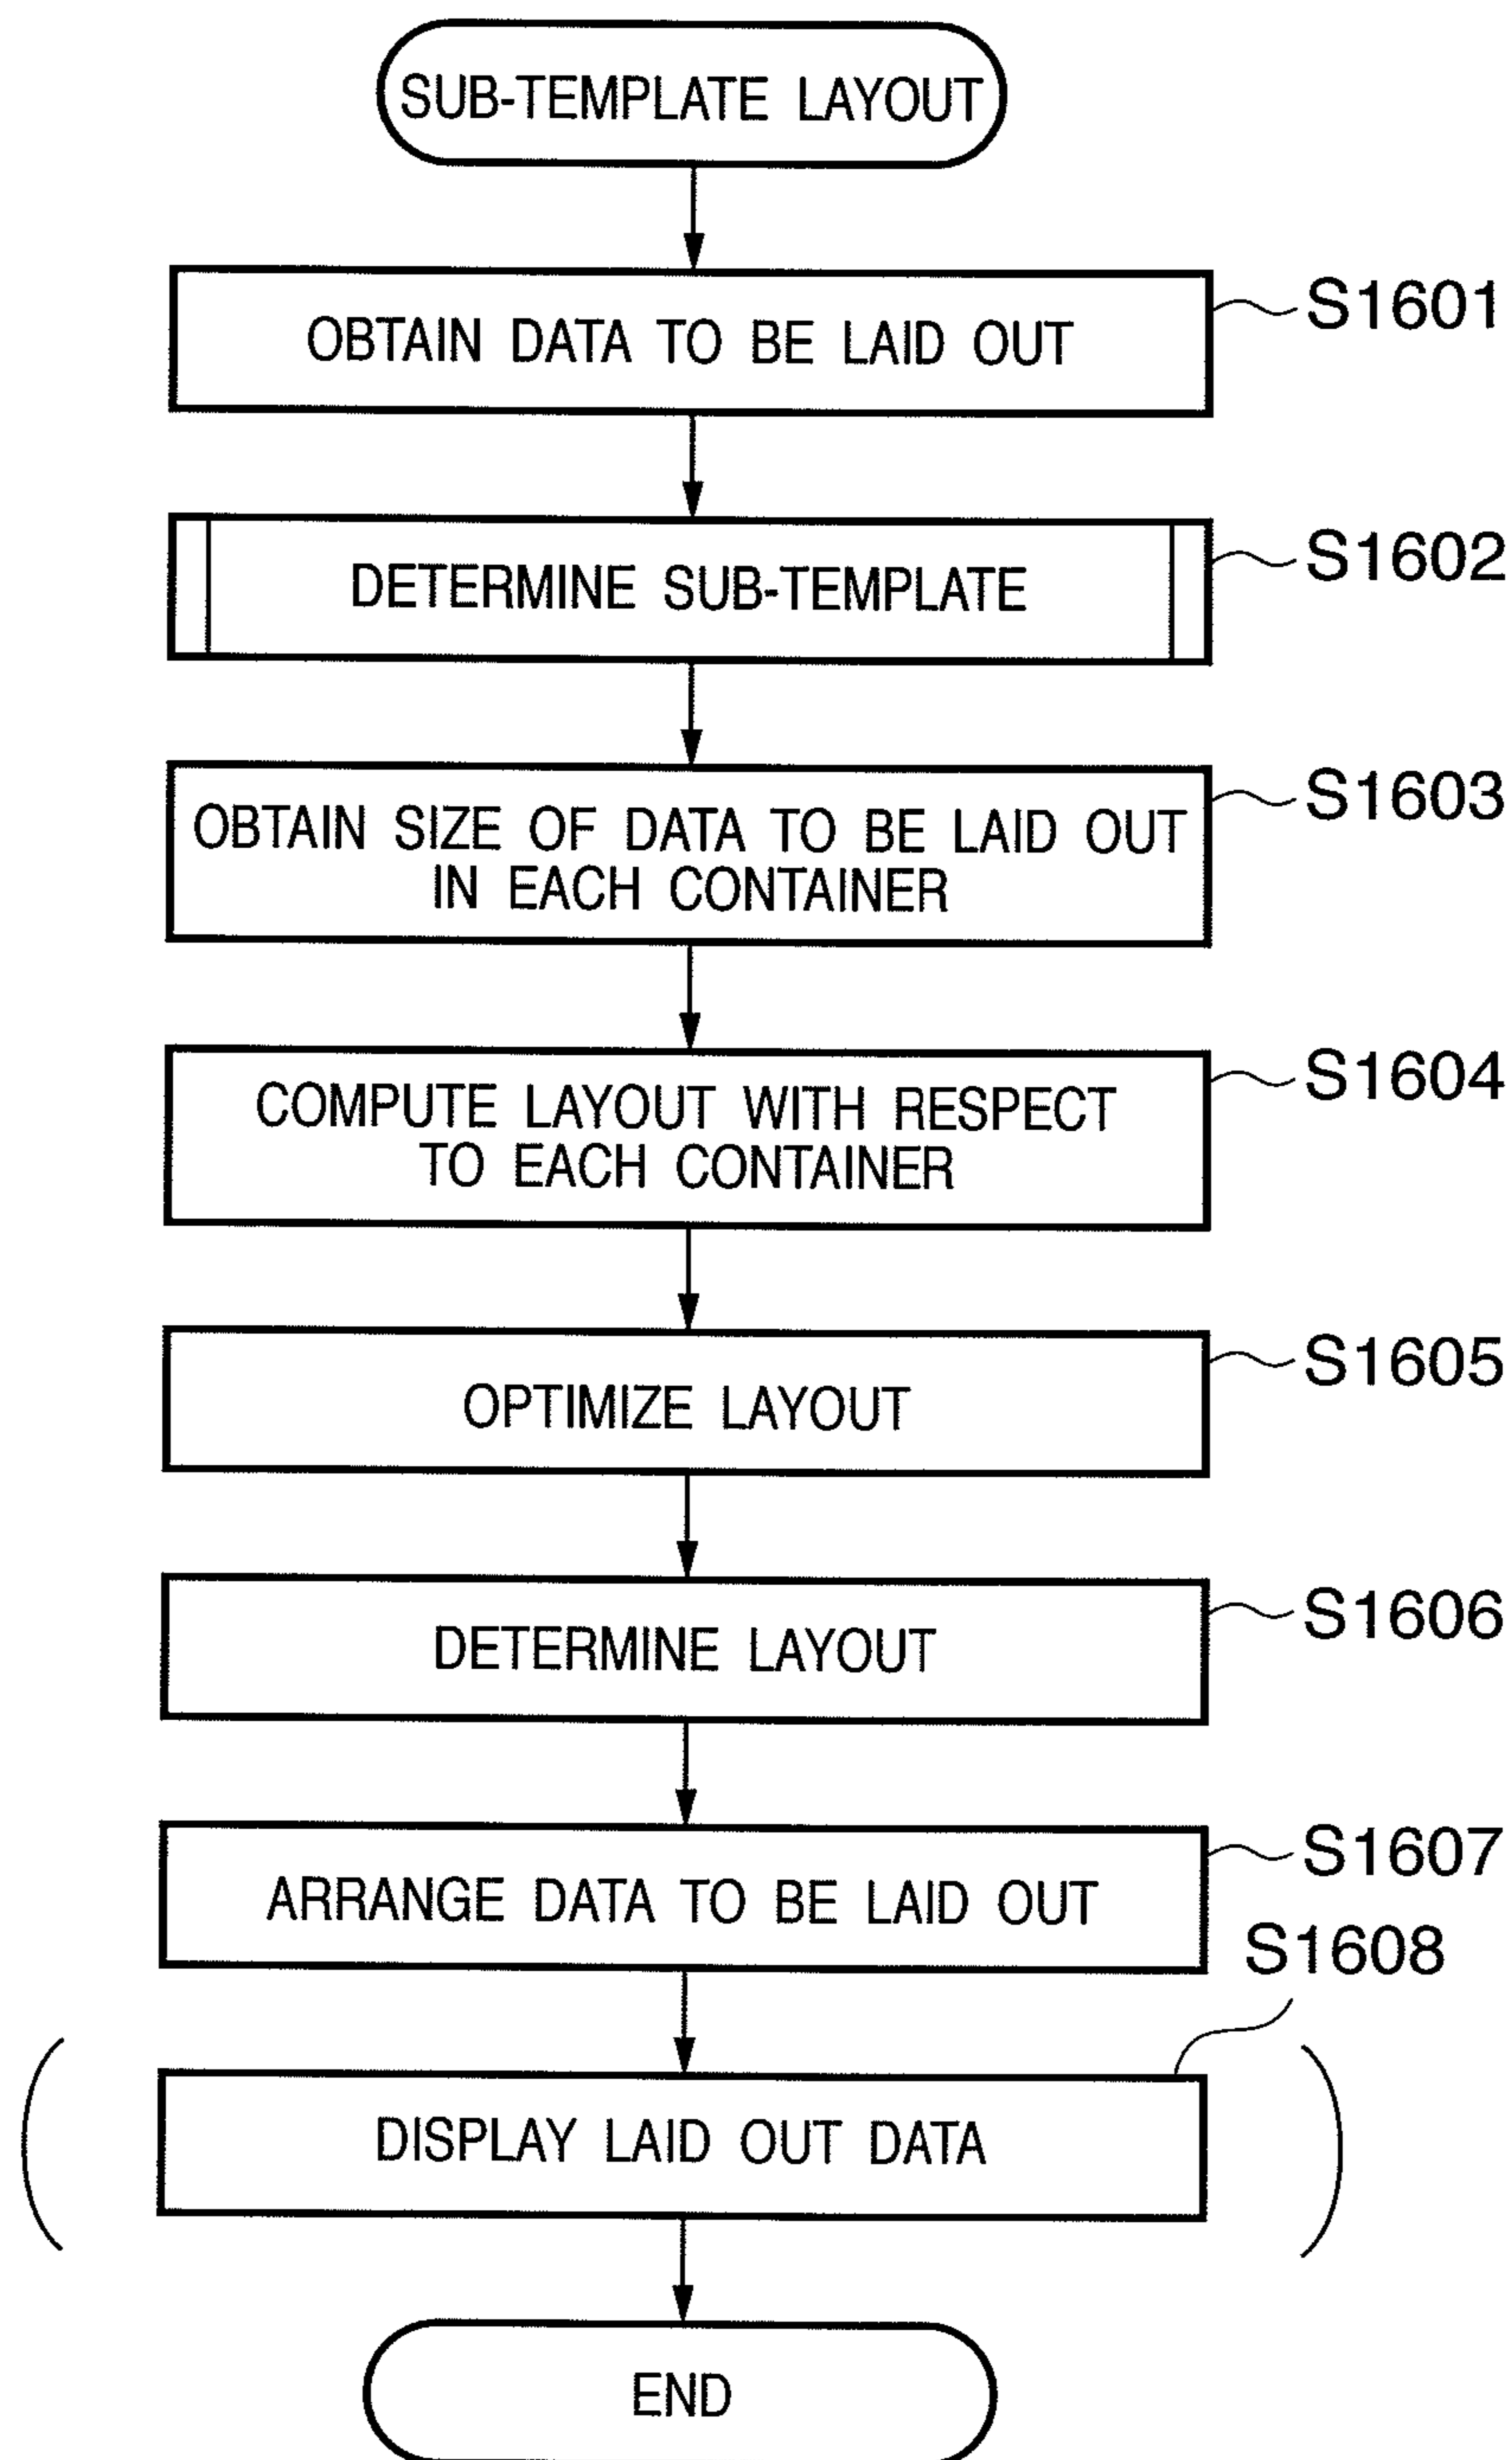 SUB-TEMPLATE LAYOUT
OBTAIN DATA TO BE LAID OUT
S1601
DETERMINE SUB-TEMPLATE
S1602
OBTAIN SIZE OF DATA TO BE LAID OUT
IN EACH CONTAINER
S1603
COMPUTE LAYOUT WITH RESPECT
TO EACH CONTAINER
S1604
OPTIMIZE LAYOUT
S1605
DETERMINE LAYOUT
S1606
ARRANGE DATA TO BE LAID OUT
S1607
S1608
DISPLAY LAID OUT DATA
END